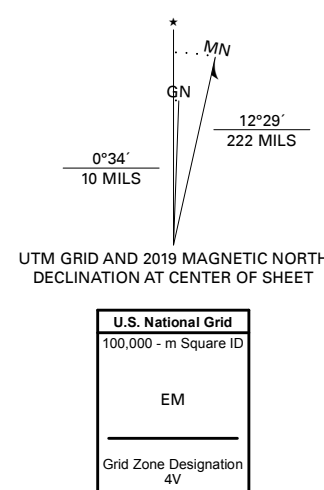 ★
MN
GN
12°29´
222 MILS
0°34´
10 MILS
UTM GRID AND 2019 MAGNETIC NORTH
DECLINATION AT CENTER OF SHEET
U.S. National Grid
100,000 - m Square ID
EM
Grid Zone Designation
4V